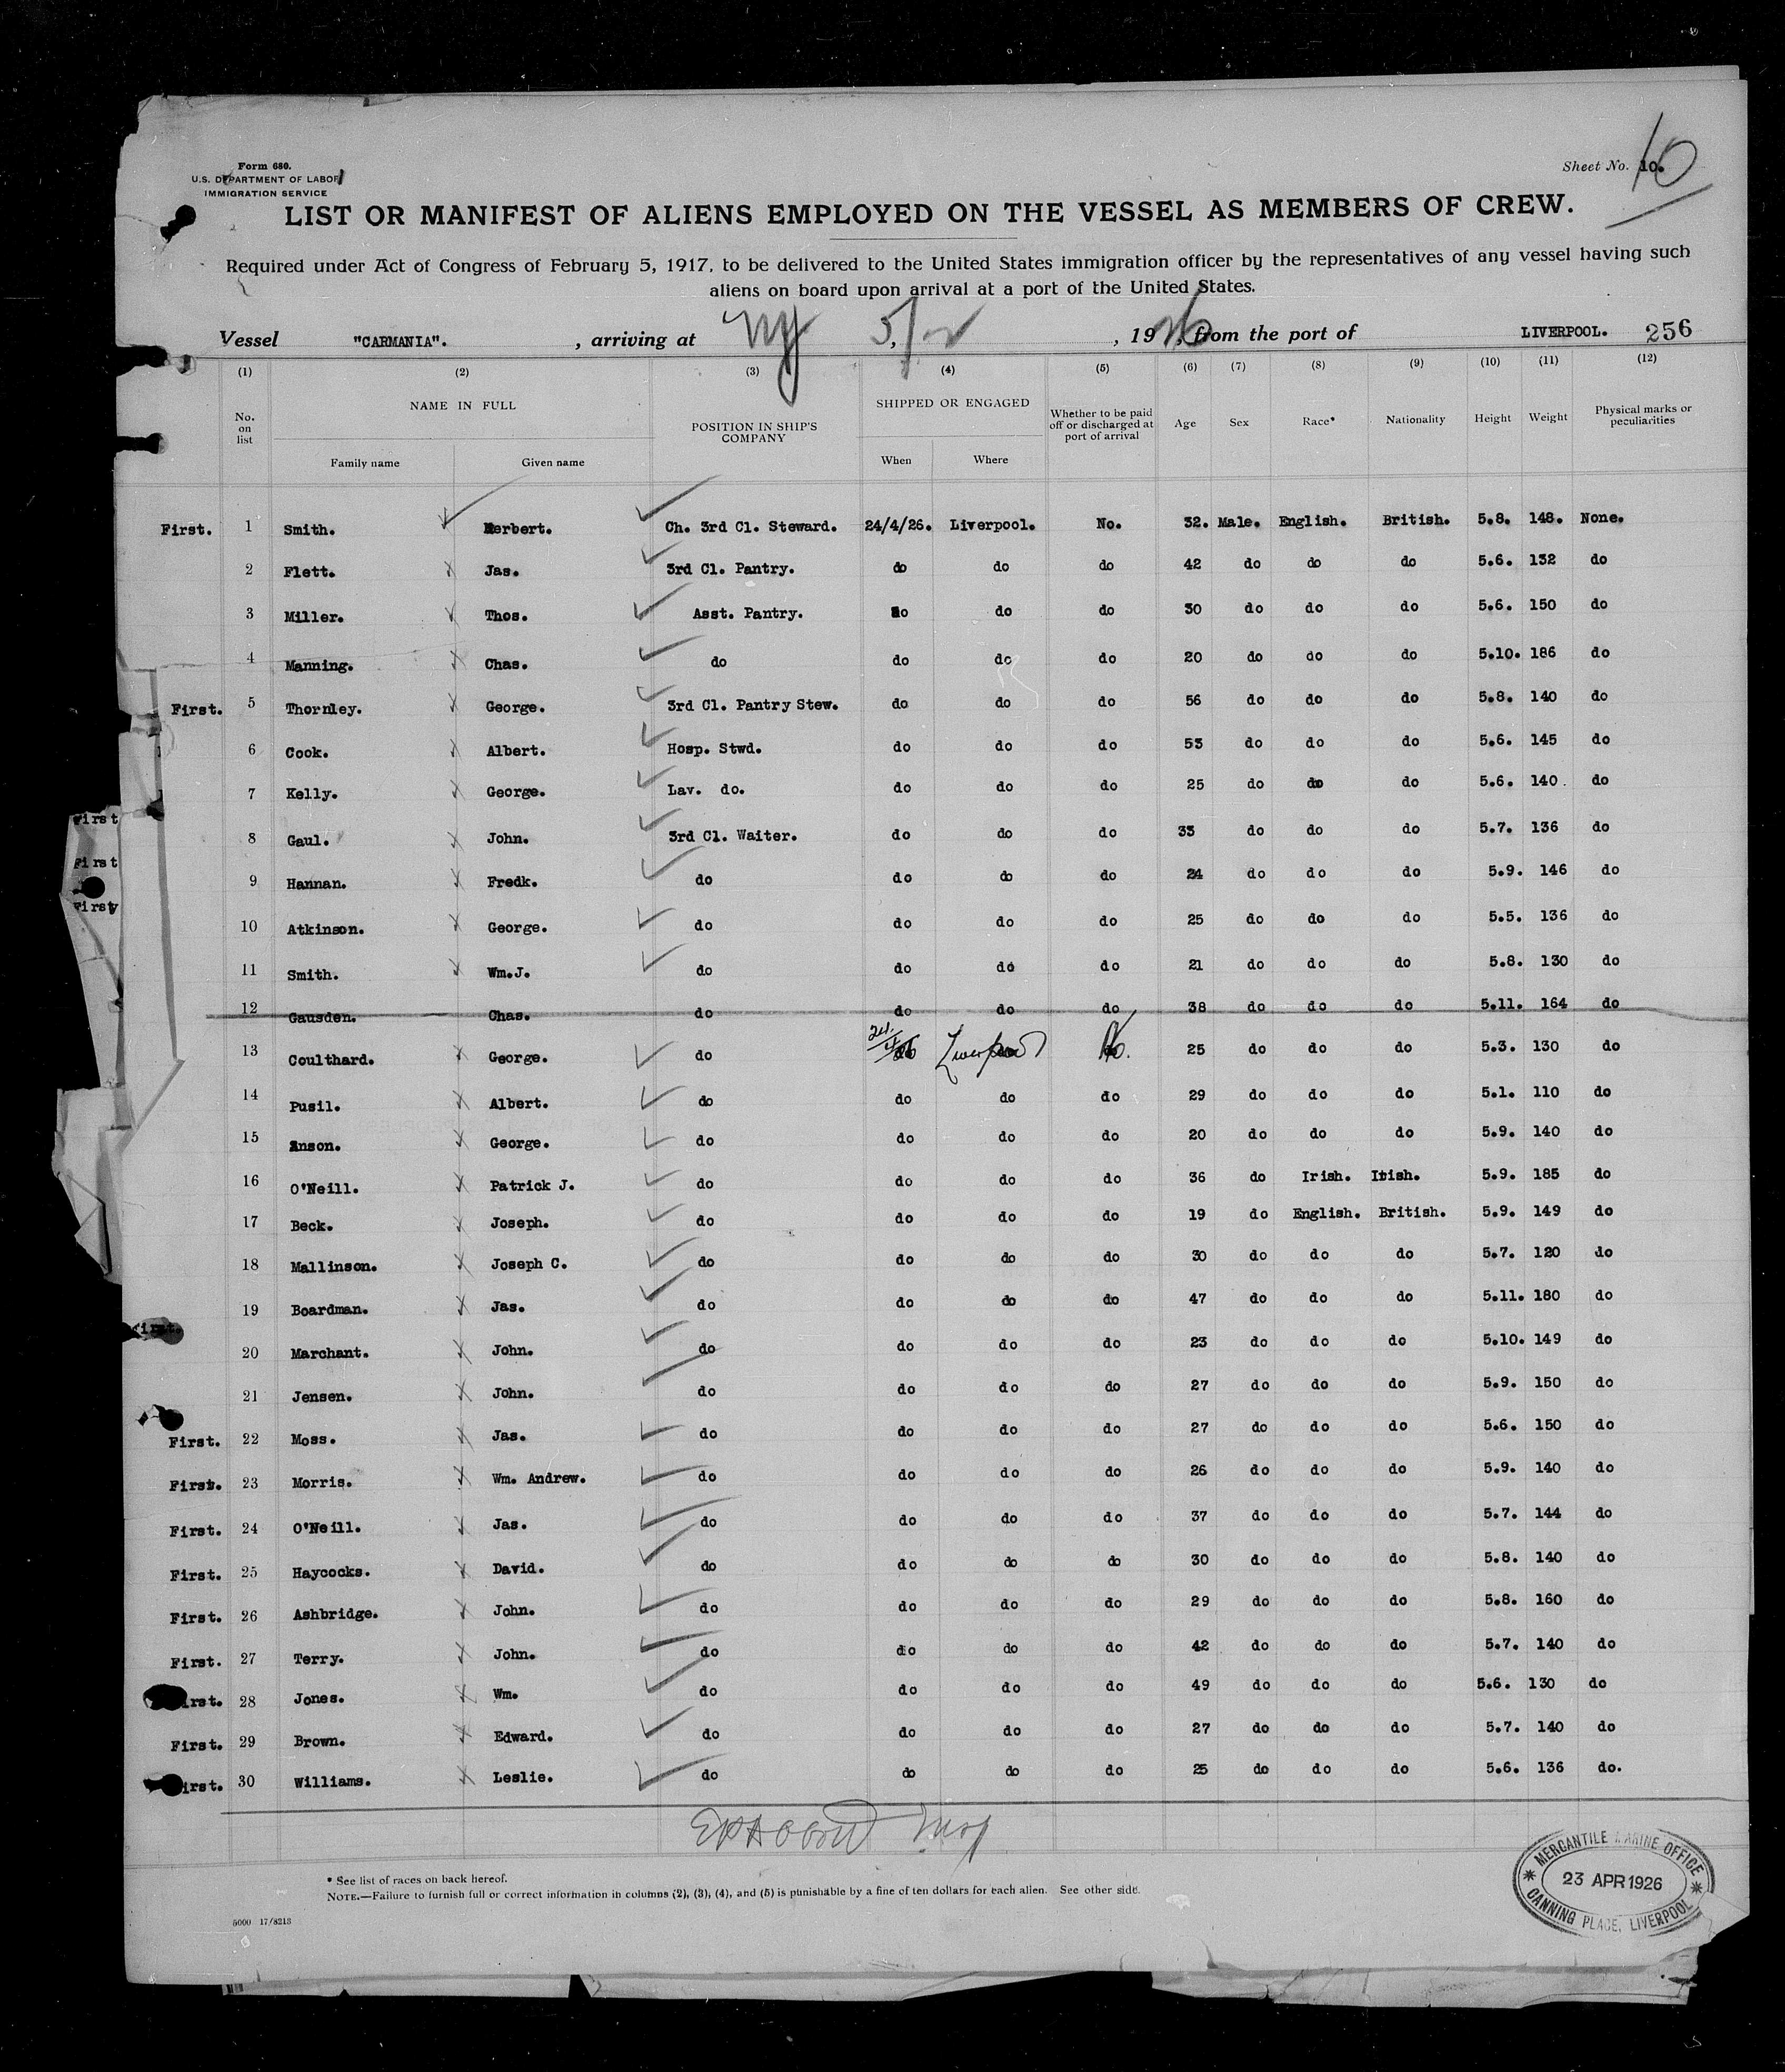 Form 680.
U.S. DEPARTMENT OF LABOR
IMMIGRATION SERVICE
Sheet No. 10. 10
LIST OR MANIFEST OF ALIENS EMPLOYED ON THE VESSEL AS MEMBERS OF CREW.
Required under Act of Congress of February 5, 1917, to be delivered to the United States immigration officer by the representatives of any vessel having such
aliens on board upon arrival at a port of the United States.
Vessel "CARMANIA". , arriving at NY 5/2 , 1926, from the port of LIVERPOOL. 256
(1) (2) (3) (4) (5) (6) (7) (8) (9) (10) (11) (12)
No. on list NAME IN FULL Family name Given name POSITION IN SHIP'S COMPANY SHIPPED OR ENGAGED When Where Whether to be paid off or discharged at port of arrival Age Sex Race* Nationality Height Weight Physical marks or peculiarities
First. 1 Smith. Herbert. Ch. 3rd Cl. Steward. 24/4/26. Liverpool. No. 32. Male. English. British. 5.8. 148. None.
2 Flett. Jas. 3rd Cl. Pantry. do do do 42 do do do 5.6. 132 do
3 Miller. Thos. Asst. Pantry. do do do 30 do do do 5.6. 150 do
4 Manning. Chas. do do do do 20 do do do 5.10. 186 do
First. 5 Thornley. George. 3rd Cl. Pantry Stew. do do do 56 do do do 5.8. 140 do
6 Cook. Albert. Hosp. Stwd. do do do 53 do do do 5.6. 145 do
7 Kelly. George. Lav. do. do do do 25 do do do 5.6. 140. do
First
8 Gaul. John. 3rd Cl. Waiter. do do do 33 do do do 5.7. 136 do
First
9 Hannan. Fredk. do do do do 24 do do do 5.9. 146 do
First
10 Atkinson. George. do do do do 25 do do do 5.5. 136 do
11 Smith. Wm.J. do do do do 21 do do do 5.8. 130 do
12 Gausden. Chas. do do do do 38 do do do 5.11. 164 do
13 Coulthard. George. do 24/4/26 Liverpool No. 25 do do do 5.3. 130 do
14 Pusil. Albert. do do do do 29 do do do 5.1. 110 do
15 Anson. George. do do do do 20 do do do 5.9. 140 do
16 O'Neill. Patrick J. do do do do 36 do Irish. Irish. 5.9. 185 do
17 Beck. Joseph. do do do do 19 do English. British. 5.9. 149 do
18 Mallinson. Joseph C. do do do do 30 do do do 5.7. 120 do
19 Boardman. Jas. do do do do 47 do do do 5.11. 180 do
First.
20 Marchant. John. do do do do 23 do do do 5.10. 149 do
21 Jensen. John. do do do do 27 do do do 5.9. 150 do
First. 22 Moss. Jas. do do do do 27 do do do 5.6. 150 do
First. 23 Morris. Wm. Andrew. do do do do 26 do do do 5.9. 140 do
First. 24 O'Neill. Jas. do do do do 37 do do do 5.7. 144 do
First. 25 Haycocks. David. do do do do 30 do do do 5.8. 140 do
First. 26 Ashbridge. John. do do do do 29 do do do 5.8. 160 do
First. 27 Terry. John. do do do do 42 do do do 5.7. 140 do
First. 28 Jones. Wm. do do do do 49 do do do 5.6. 130 do
First. 29 Brown. Edward. do do do do 27 do do do 5.7. 140 do
First. 30 Williams. Leslie. do do do do 25 do do do 5.6. 136 do.
* See list of races on back hereof.
NOTE.—Failure to furnish full or correct information in columns (2), (3), (4), and (5) is punishable by a fine of ten dollars for each alien. See other side.
5000 17/8213
MERCANTILE MARINE OFFICE
23 APR 1926
CANNING PLACE, LIVERPOOL